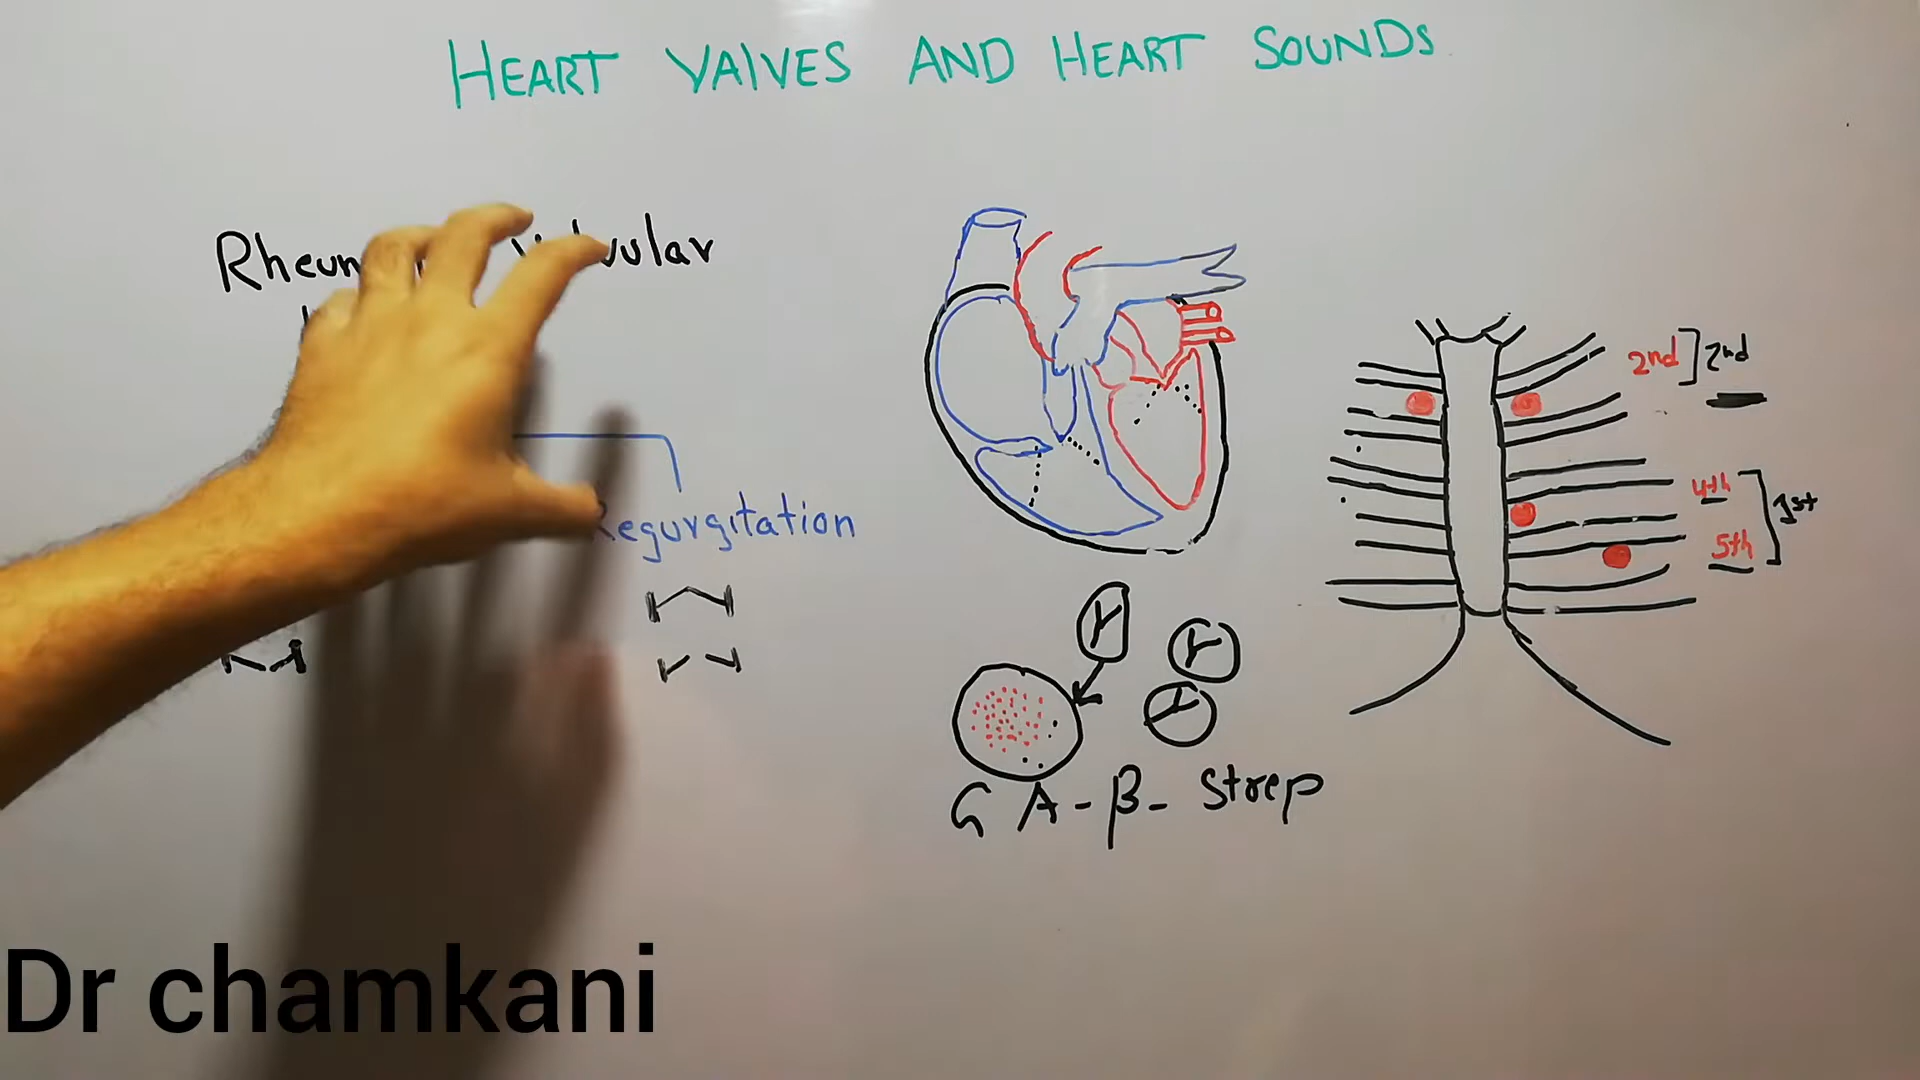 HEART VALVES AND HEART SOUNDS
Rheum
vular
Regurgitation
2nd ] 2nd
4th
5th
] 1st
G A - β - Strep
Dr chamkani